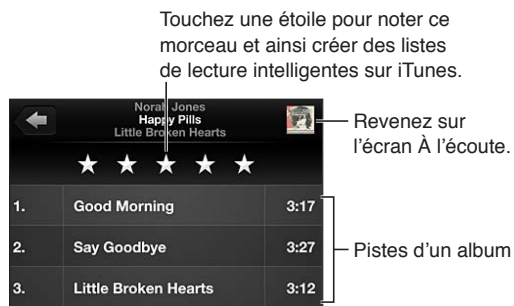 Touchez une étoile pour noter ce
morceau et ainsi créer des listes
de lecture intelligentes sur iTunes.
Norah Jones
Happy Pills
Little Broken Hearts
Revenez sur
l’écran À l’écoute.
1. Good Morning 3:17
2. Say Goodbye 3:27
3. Little Broken Hearts 3:12
Pistes d’un album